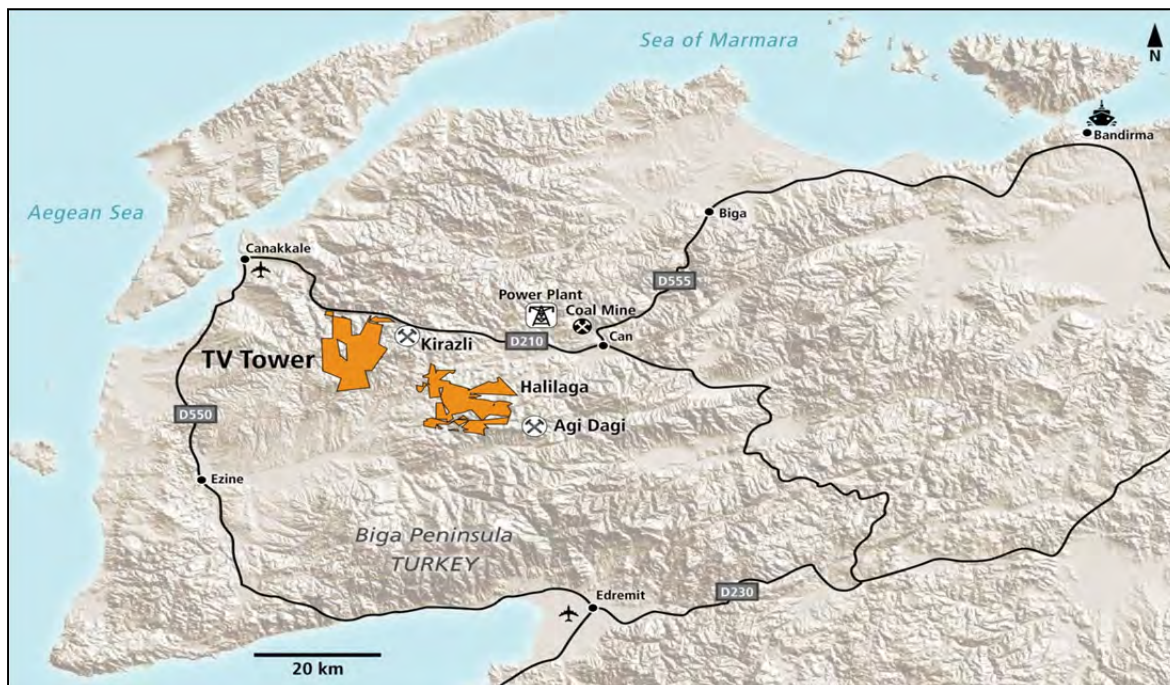 Sea of Marmara
N
Bandirma
Aegean Sea
Biga
Canakkale
D555
Power Plant
Coal Mine
Kirazli
D210
Can
TV Tower
Halilaga
D550
Agi Dagi
Ezine
Biga Peninsula
TURKEY
Edremit
D230
20 km